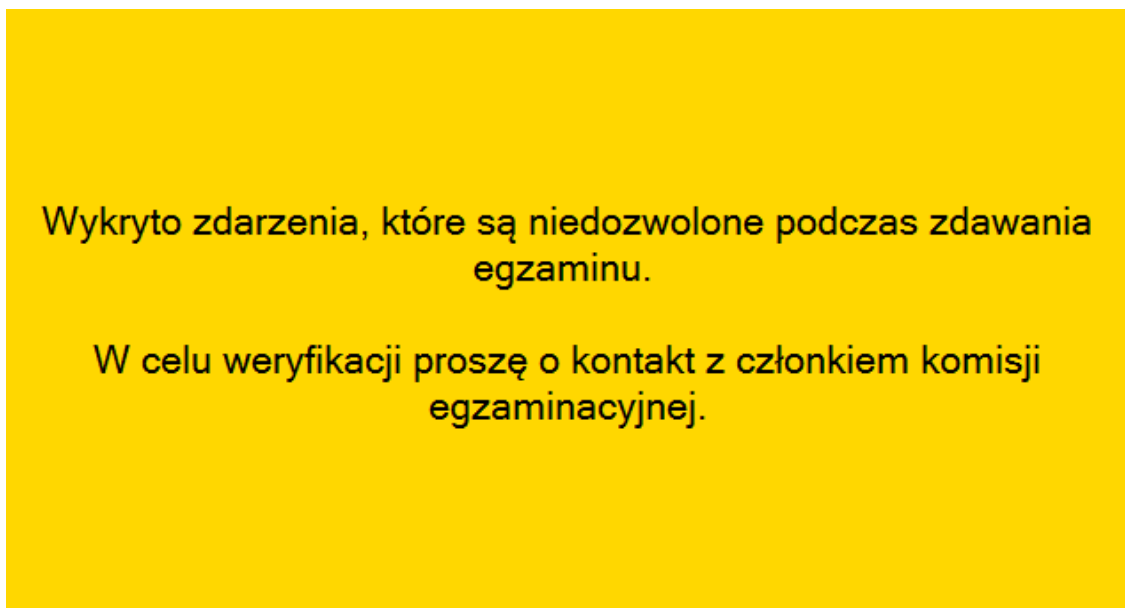 Wykryto zdarzenia, które są niedozwolone podczas zdawania
egzaminu.
W celu weryfikacji proszę o kontakt z członkiem komisji
egzaminacyjnej.